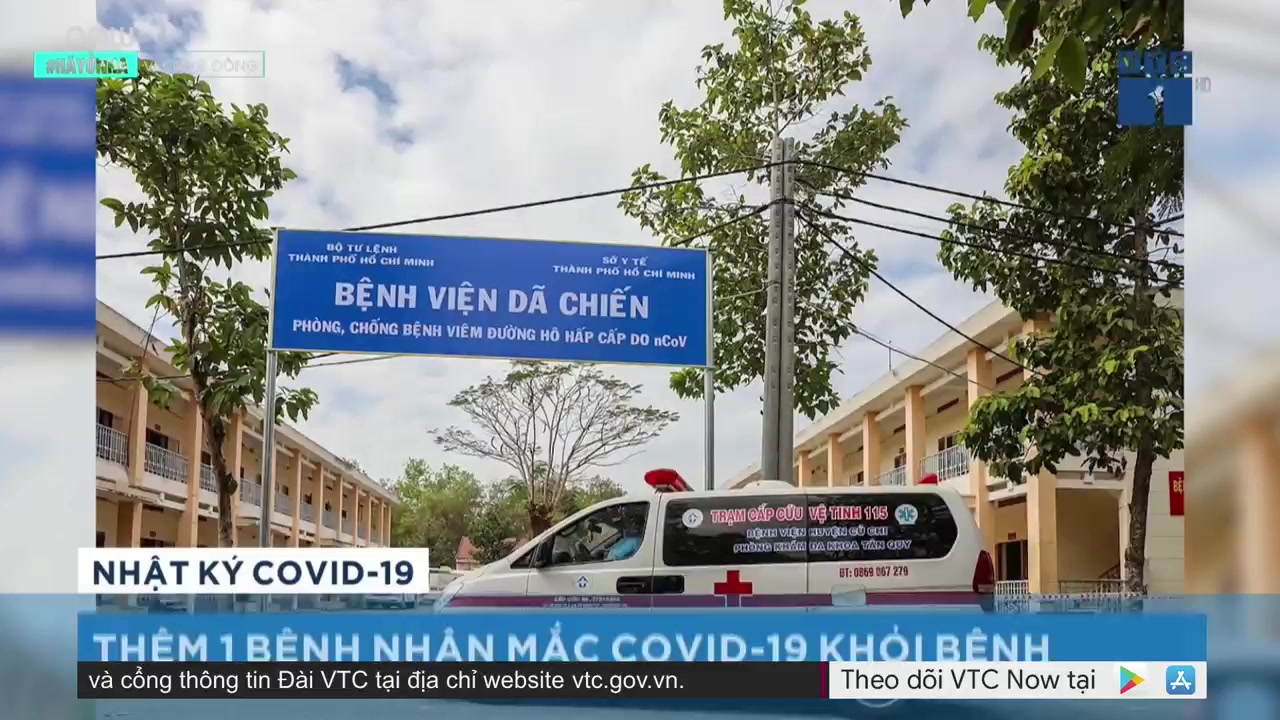 #HÃYỞNHÀ
VTC
1
HD
BỘ TƯ LỆNH
THÀNH PHỐ HỒ CHÍ MINH
SỞ Y TẾ
THÀNH PHỐ HỒ CHÍ MINH
BỆNH VIỆN DÃ CHIẾN
PHÒNG, CHỐNG BỆNH VIÊM ĐƯỜNG HÔ HẤP CẤP DO nCoV
TRẠM CẤP CỨU VỆ TINH 115
BỆNH VIỆN HUYỆN CỦ CHI
PHÒNG KHÁM ĐA KHOA TÂN QUY
ĐT: 0869 067 279
NHẬT KÝ COVID-19
THÊM 1 BỆNH NHÂN MẮC COVID-19 KHỎI BỆNH
và cổng thông tin Đài VTC tại địa chỉ website vtc.gov.vn.
Theo dõi VTC Now tại